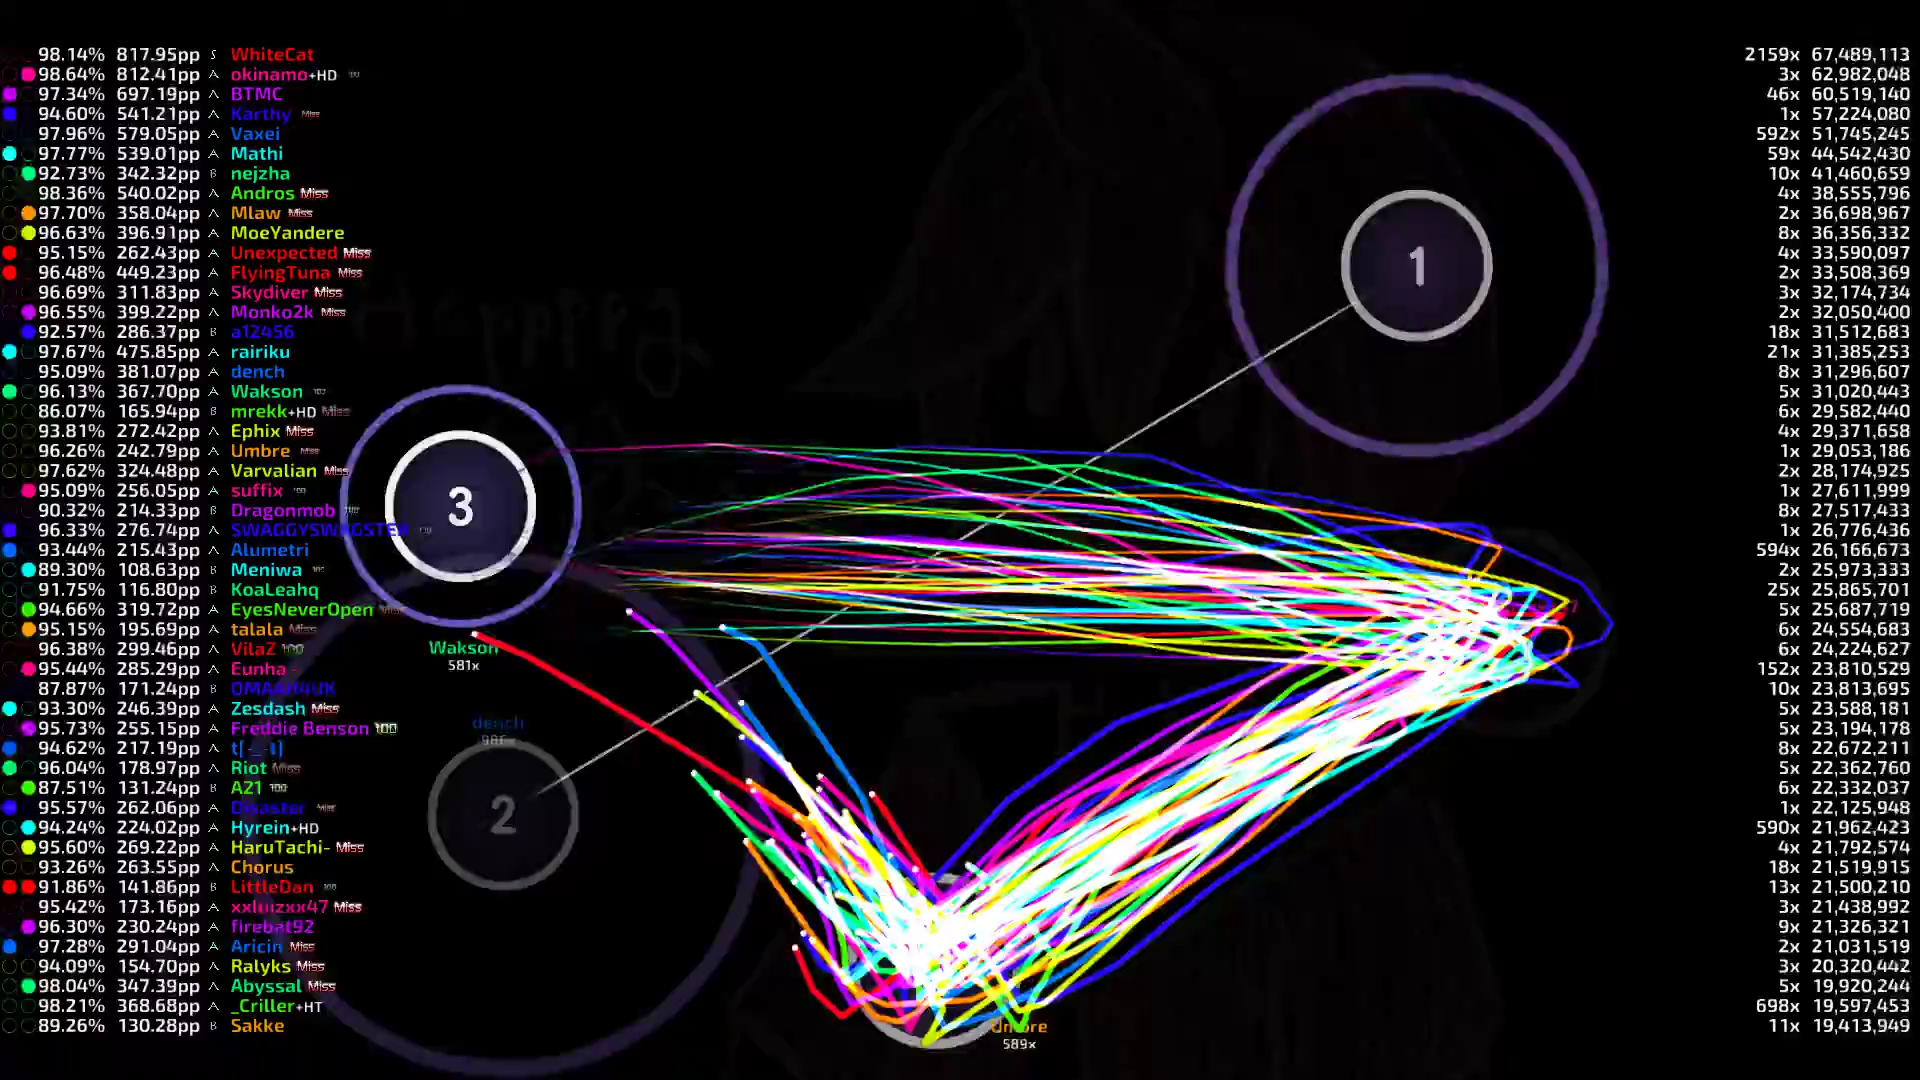 98.14% 817.95pp S WhiteCat 2159x 67,489,113
98.64% 812.41pp A okinamo+HD 100 3x 62,982,048
97.34% 697.19pp A BTMC 46x 60,519,140
94.60% 541.21pp A Karthy Miss 1x 57,224,080
97.96% 579.05pp A Vaxei 592x 51,745,245
97.77% 539.01pp A Mathi 59x 44,542,430
92.73% 342.32pp B nejzha 10x 41,460,659
98.36% 540.02pp A Andros Miss 4x 38,555,796
97.70% 358.04pp A Mlaw Miss 2x 36,698,967
96.63% 396.91pp A MoeYandere 8x 36,356,332
95.15% 262.43pp A Unexpected Miss 4x 33,590,097
96.48% 449.23pp A FlyingTuna Miss 2x 33,508,369
96.69% 311.83pp A Skydiver Miss 3x 32,174,734
96.55% 399.22pp A Monko2k Miss 2x 32,050,400
92.57% 286.37pp B a12456 18x 31,512,683
97.67% 475.85pp A rairiku 21x 31,385,253
95.09% 381.07pp A dench 8x 31,296,607
96.13% 367.70pp A Wakson 100 5x 31,020,443
86.07% 165.94pp B mrekk+HD Miss 6x 29,582,440
93.81% 272.42pp A Ephix Miss 4x 29,371,658
96.26% 242.79pp A Umbre Miss 1x 29,053,186
97.62% 324.48pp A Varvalian Miss 2x 28,174,925
95.09% 256.05pp A suffix 100 1x 27,611,999
90.32% 214.33pp B Dragonmob 100 8x 27,517,433
96.33% 276.74pp A SWAGGYSWAGSTER 100 1x 26,776,436
93.44% 215.43pp A Alumetri 594x 26,166,673
89.30% 108.63pp B Meniwa 100 2x 25,973,333
91.75% 116.80pp B KoaLeahq 25x 25,865,701
94.66% 319.72pp A EyesNeverOpen Miss 5x 25,687,719
95.15% 195.69pp A talala Miss 6x 24,554,683
96.38% 299.46pp A VilaZ 100 6x 24,224,627
95.44% 285.29pp A Eunha- 152x 23,810,529
87.87% 171.24pp B 10x 23,813,695
93.30% 246.39pp A Zesdash Miss 5x 23,588,181
95.73% 255.15pp A Freddie Benson 100 5x 23,194,178
94.62% 217.19pp A 8x 22,672,211
96.04% 178.97pp A Riot Miss 5x 22,362,760
87.51% 131.24pp B A21 100 6x 22,332,037
95.57% 262.06pp A Disaster Miss 1x 22,125,948
94.24% 224.02pp A Hyrein+HD 590x 21,962,423
95.60% 269.22pp A HaruTachi- Miss 4x 21,792,574
93.26% 263.55pp A Chorus 18x 21,519,915
91.86% 141.86pp B LittleDan 100 13x 21,500,210
95.42% 173.16pp A xxluizxx47 Miss 3x 21,438,992
96.30% 230.24pp A firebat92 9x 21,326,321
97.28% 291.04pp A Aricin Miss 2x 21,031,519
94.09% 154.70pp A Ralyks Miss 3x 20,320,442
98.04% 347.39pp A Abyssal Miss 5x 19,920,244
98.21% 368.68pp A _Criller+HT 698x 19,597,453
89.26% 130.28pp B Sakke 11x 19,413,949
1
3
Wakson
581x
dench
2
Umbre
589x